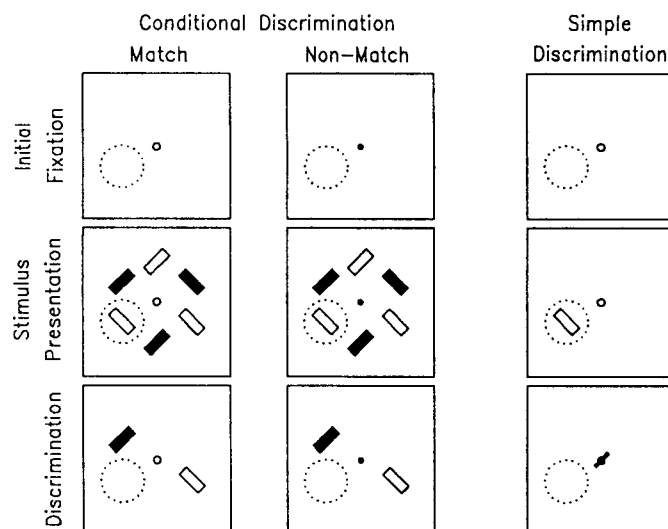 Conditional Discrimination
Match
Non-Match
Simple
Discrimination
Initial
Fixation
Stimulus
Presentation
Discrimination